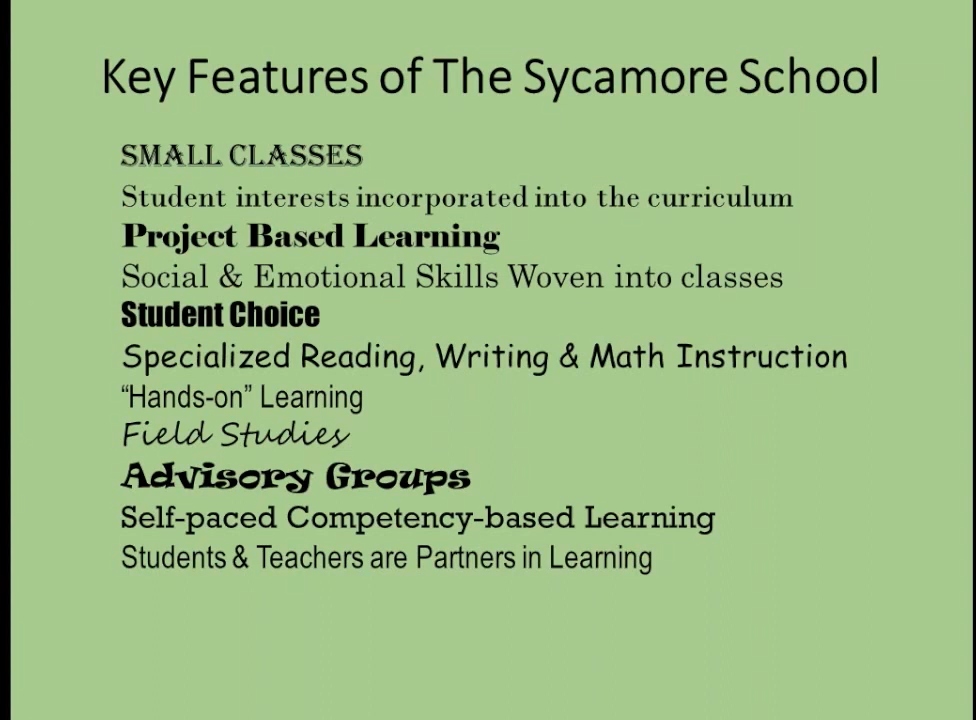 Key Features of The Sycamore School
SMALL CLASSES
Student interests incorporated into the curriculum
Project Based Learning
Social & Emotional Skills Woven into classes
Student Choice
Specialized Reading, Writing & Math Instruction
“Hands-on” Learning
Field Studies
Advisory Groups
Self-paced Competency-based Learning
Students & Teachers are Partners in Learning